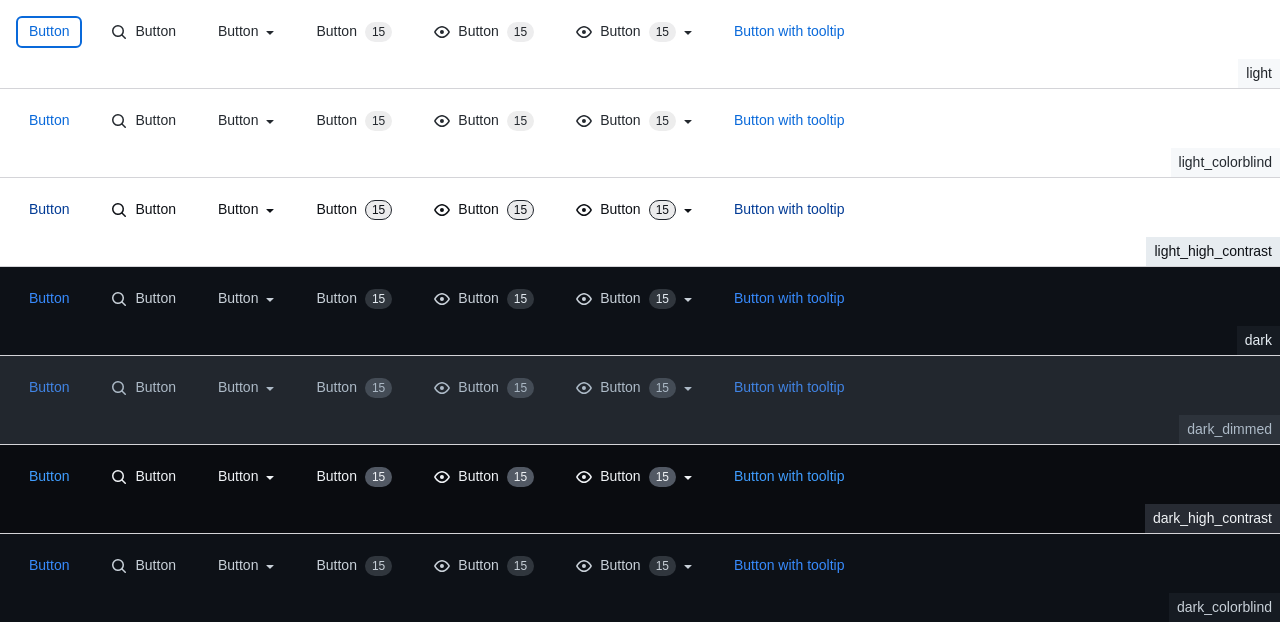 Button Button Button Button 15 Button 15 Button 15 Button with tooltip
light
Button Button Button Button 15 Button 15 Button 15 Button with tooltip
light_colorblind
Button Button Button Button 15 Button 15 Button 15 Button with tooltip
light_high_contrast
Button Button Button Button 15 Button 15 Button 15 Button with tooltip
dark
Button Button Button Button 15 Button 15 Button 15 Button with tooltip
dark_dimmed
Button Button Button Button 15 Button 15 Button 15 Button with tooltip
dark_high_contrast
Button Button Button Button 15 Button 15 Button 15 Button with tooltip
dark_colorblind